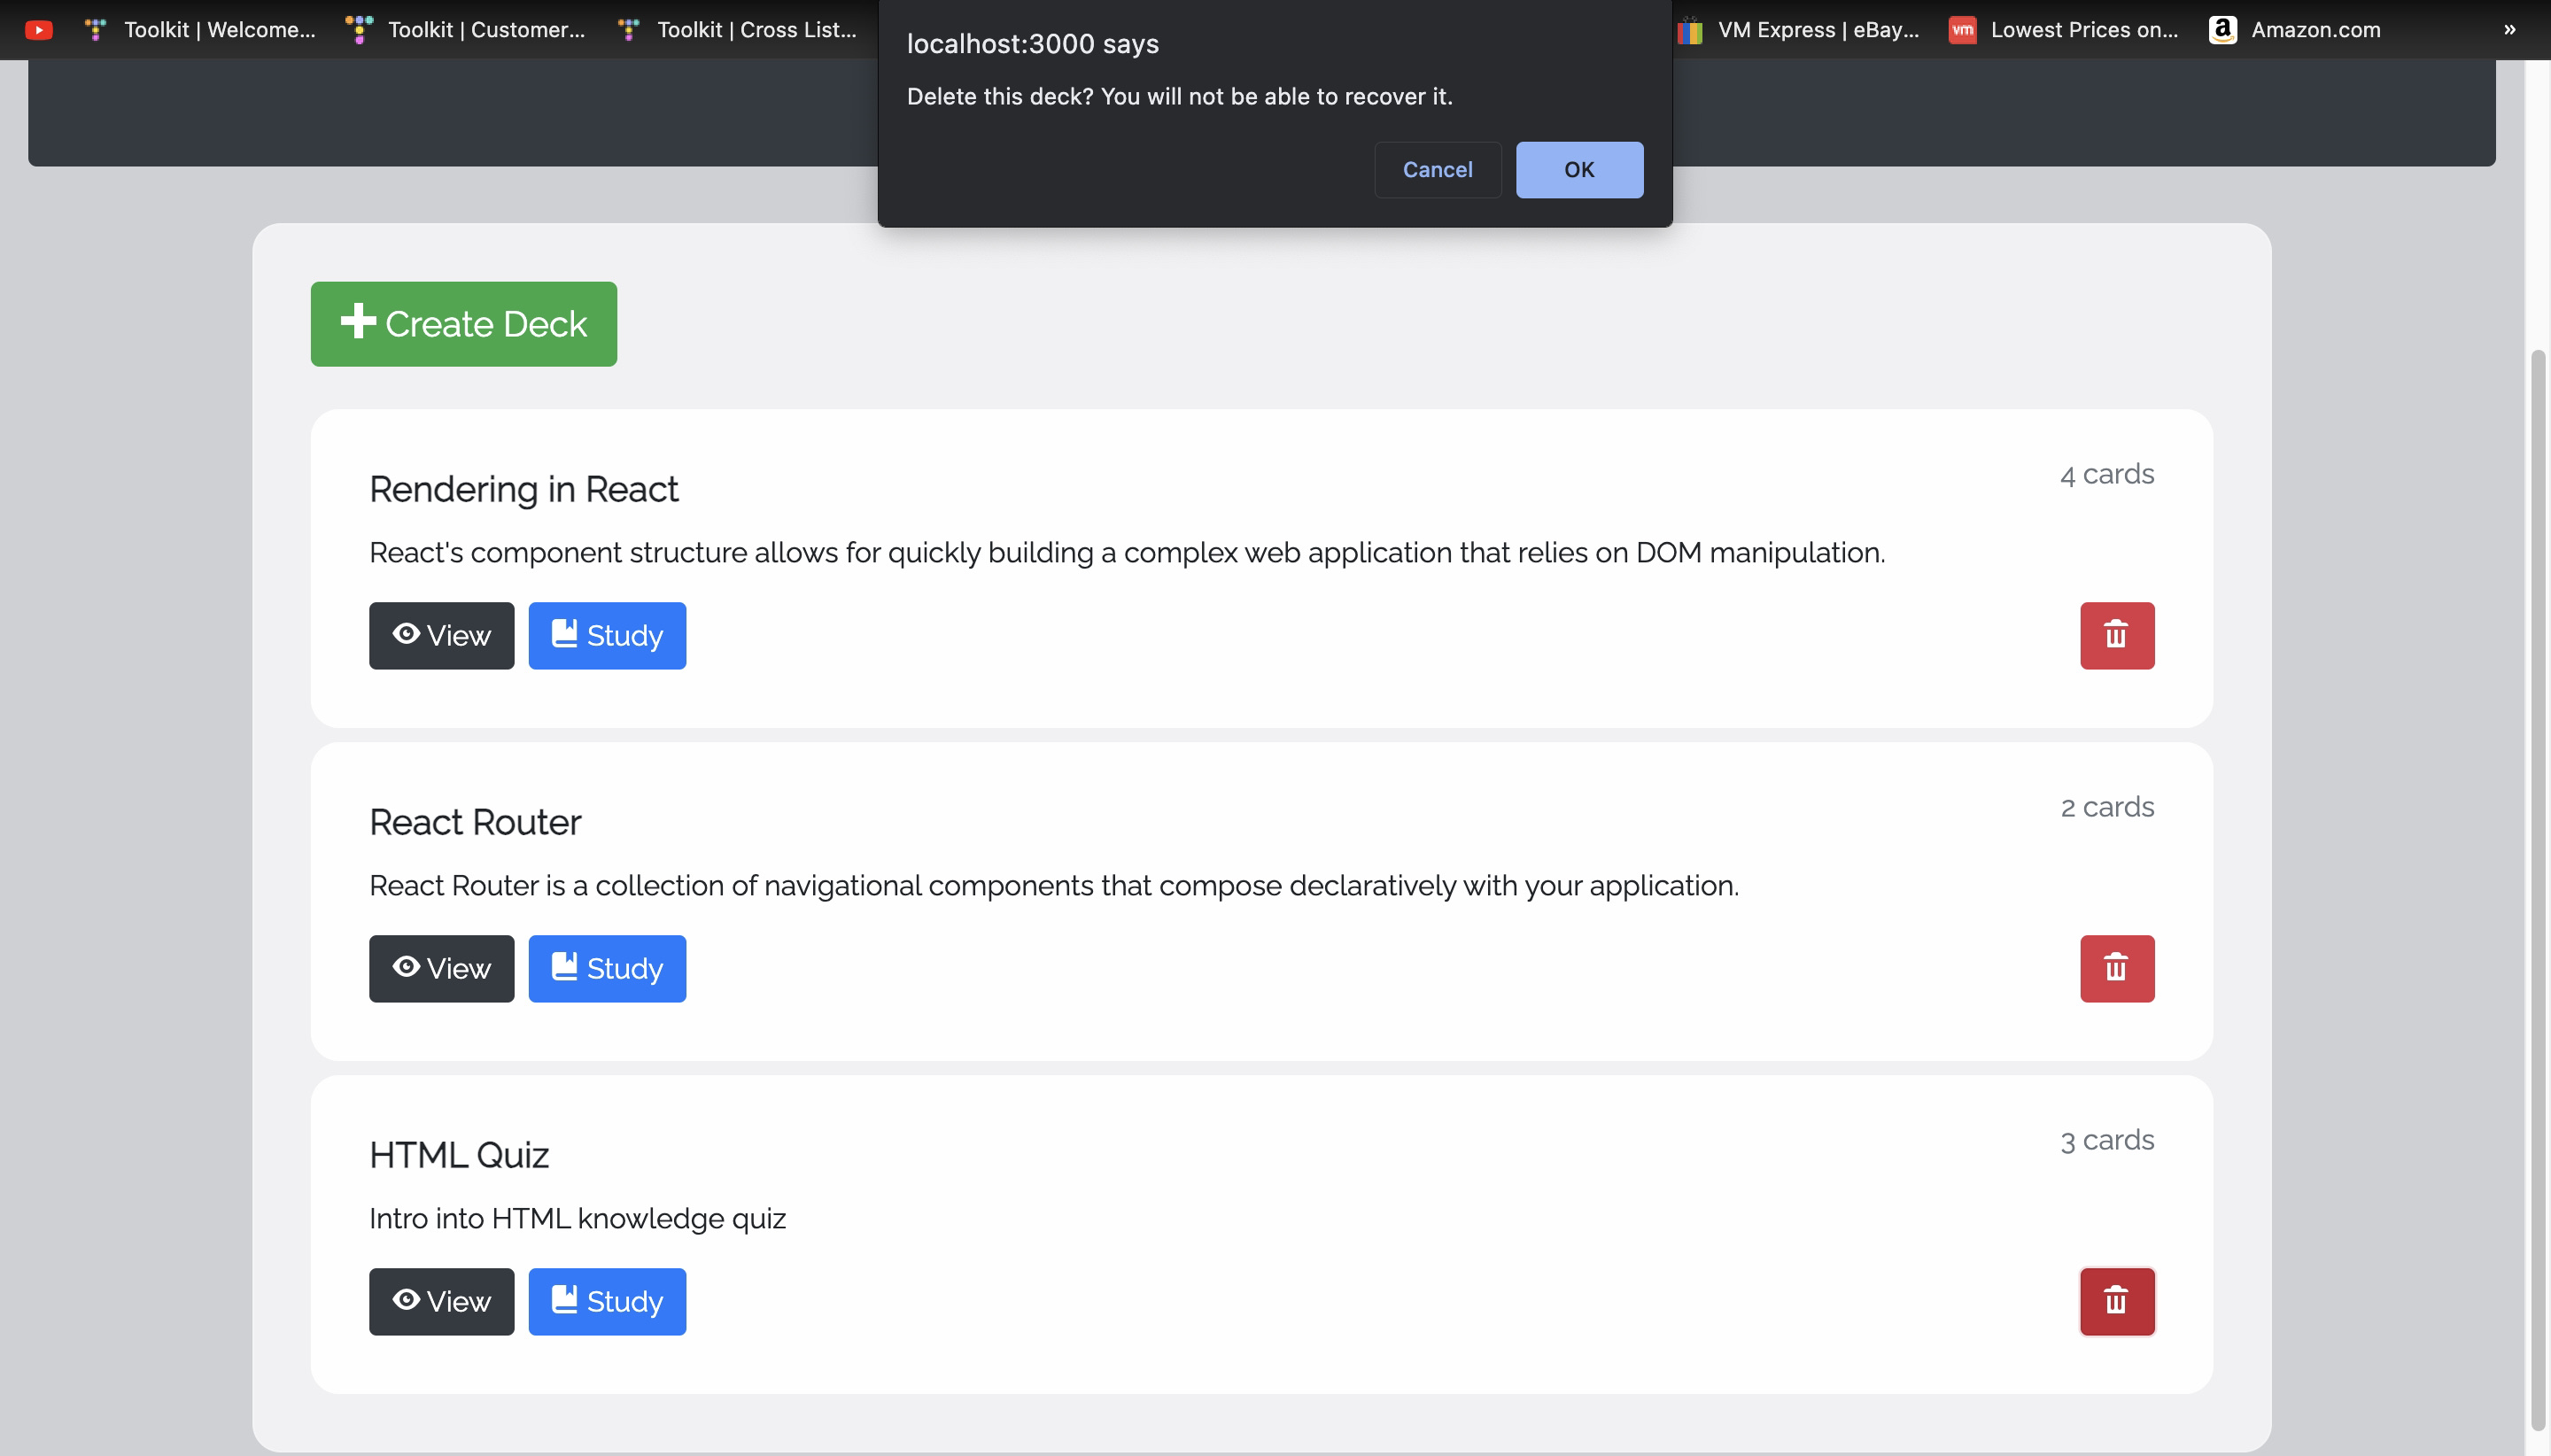 Toolkit | Welcome...
Toolkit | Customer...
Toolkit | Cross List...
VM Express | eBay...
vm
Lowest Prices on...
a
Amazon.com
»
localhost:3000 says
Delete this deck? You will not be able to recover it.
Cancel
OK
Create Deck
Rendering in React
4 cards
React's component structure allows for quickly building a complex web application that relies on DOM manipulation.
View
Study
React Router
2 cards
React Router is a collection of navigational components that compose declaratively with your application.
View
Study
HTML Quiz
3 cards
Intro into HTML knowledge quiz
View
Study